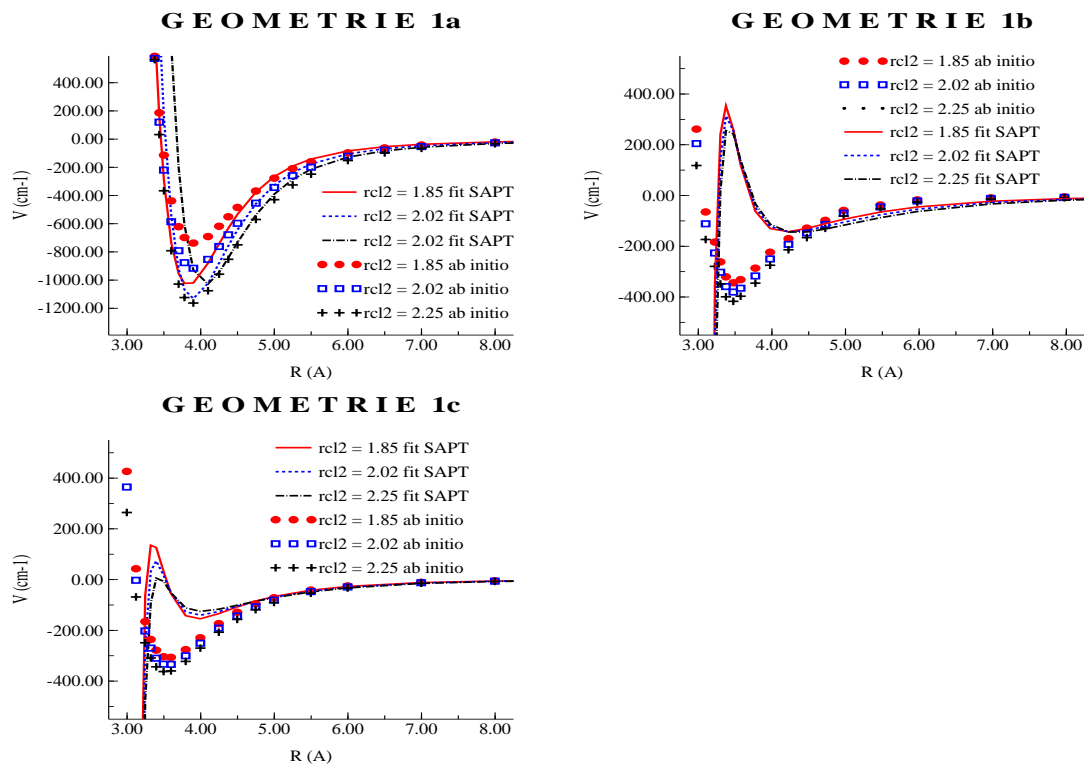 GEOMETRIE 1a
400.00
200.00
0.00
-200.00
-400.00
-600.00
-800.00
-1000.00
-1200.00
V (cm-1)
rcl2 = 1.85 fit SAPT
rcl2 = 2.02 fit SAPT
rcl2 = 2.02 fit SAPT
rcl2 = 1.85 ab initio
rcl2 = 2.02 ab initio
rcl2 = 2.25 ab initio
3.00 4.00 5.00 6.00 7.00 8.00
R (A)
GEOMETRIE 1b
rcl2 = 1.85 ab initio
rcl2 = 2.02 ab initio
rcl2 = 2.25 ab initio
rcl2 = 1.85 fit SAPT
rcl2 = 2.02 fit SAPT
rcl2 = 2.25 fit SAPT
400.00
200.00
0.00
-200.00
-400.00
V (cm-1)
3.00 4.00 5.00 6.00 7.00 8.00
R (A)
GEOMETRIE 1c
rcl2 = 1.85 fit SAPT
rcl2 = 2.02 fit SAPT
rcl2 = 2.25 fit SAPT
rcl2 = 1.85 ab initio
rcl2 = 2.02 ab initio
rcl2 = 2.25 ab initio
400.00
200.00
0.00
-200.00
-400.00
V (cm-1)
3.00 4.00 5.00 6.00 7.00 8.00
R (A)